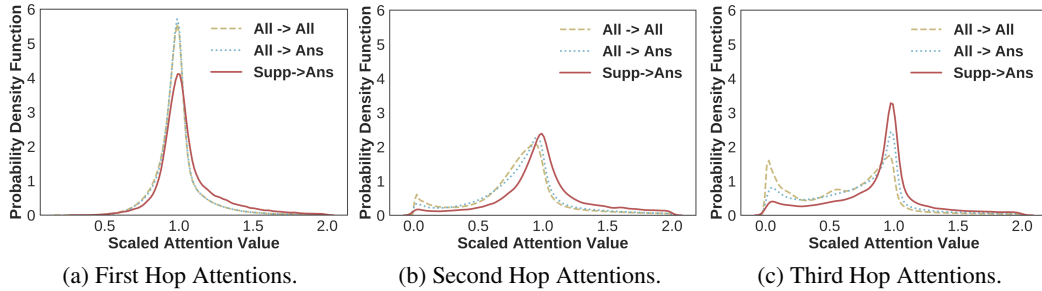 Probability Density Function
6
5
4
3
2
1
0
All -> All
All -> Ans
Supp->Ans
0.5 1.0 1.5 2.0
Scaled Attention Value
(a) First Hop Attentions.
Probability Density Function
6
5
4
3
2
1
0
All -> All
All -> Ans
Supp->Ans
0.0 0.5 1.0 1.5 2.0
Scaled Attention Value
(b) Second Hop Attentions.
Probability Density Function
6
5
4
3
2
1
0
All -> All
All -> Ans
Supp->Ans
0.0 0.5 1.0 1.5 2.0
Scaled Attention Value
(c) Third Hop Attentions.